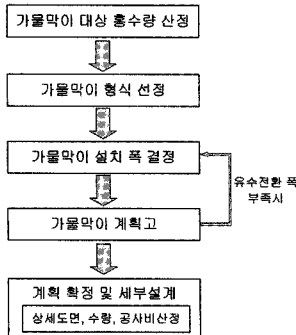 가물막이 대상 홍수량 산정
가물막이 형식 선정
가물막이 설치 폭 결정
유수전환 폭
부족시
가물막이 계획고
계획 확정 및 세부설계
상세도면, 수량, 공사비산정